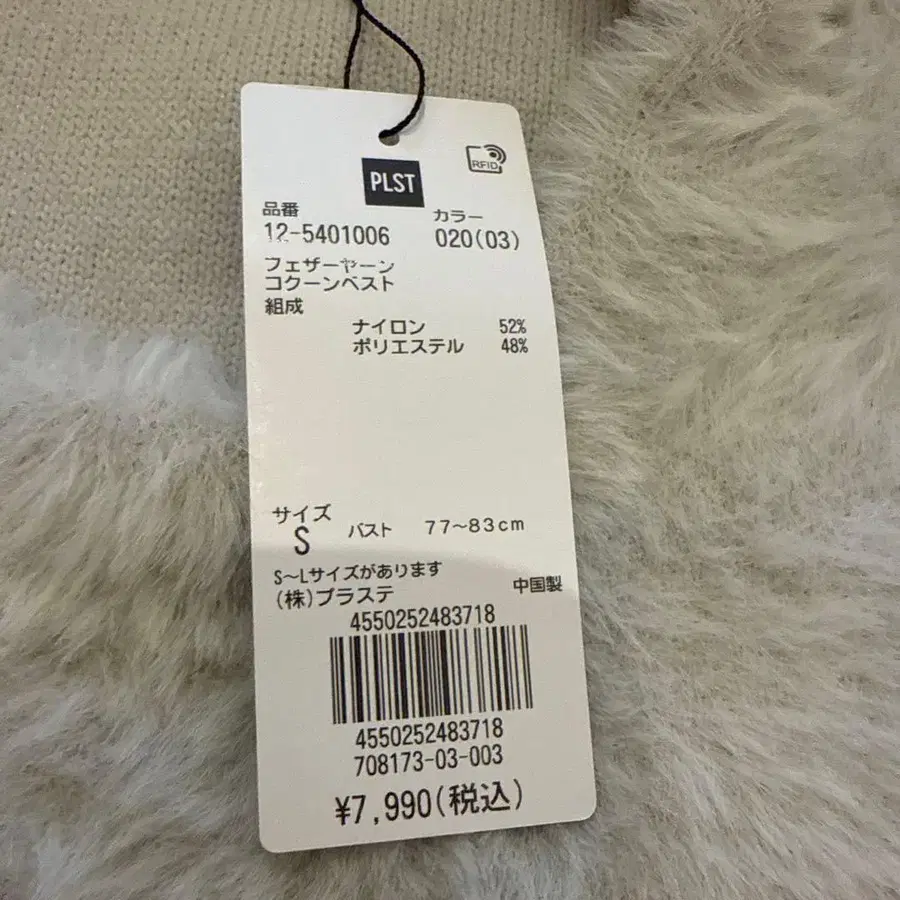 PLST
RFID
品番 カラー
12-5401006 020(03)
フェザーヤーン
コクーンベスト
組成
ナイロン 52%
ポリエステル 48%
サイズ
S バスト 77～83cm
S～Lサイズがあります
(株)プラステ 中国製
4550252483718
4550252483718
708173-03-003
¥7,990(税込)